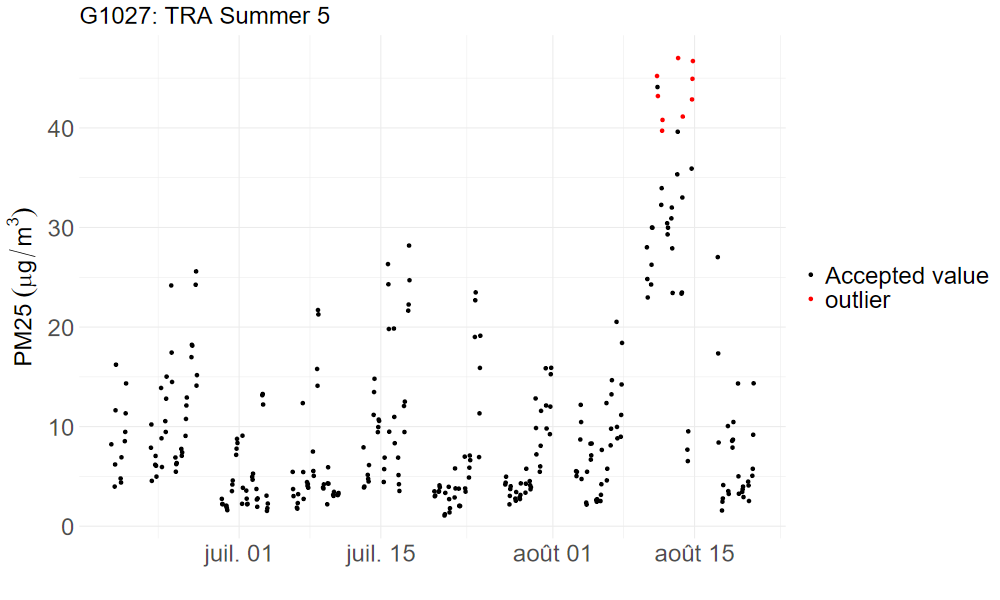 G1027: TRA Summer 5
PM25 (μg/m³)
40
30
20
10
0
juil. 01 juil. 15 août 01 août 15
Accepted value
outlier